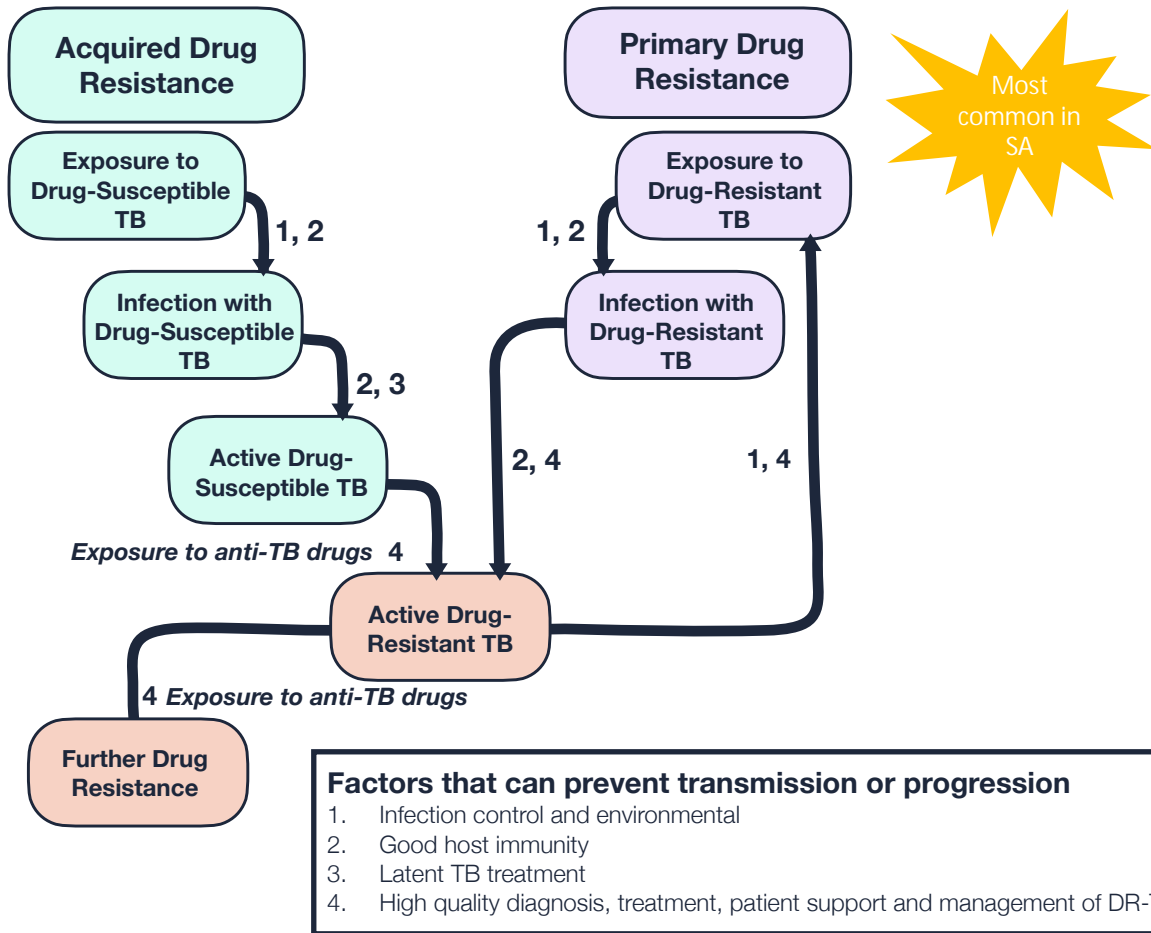 Acquired Drug
Resistance
Primary Drug
Resistance
Most
common in
SA
Exposure to
Drug-Susceptible
TB
Exposure to
Drug-Resistant
TB
1, 2
1, 2
Infection with
Drug-Susceptible
TB
Infection with
Drug-Resistant
TB
2, 3
Active Drug-
Susceptible TB
2, 4
1, 4
Exposure to anti-TB drugs 4
Active Drug-
Resistant TB
4 Exposure to anti-TB drugs
Further Drug
Resistance
Factors that can prevent transmission or progression
1. Infection control and environmental
2. Good host immunity
3. Latent TB treatment
4. High quality diagnosis, treatment, patient support and management of DR-